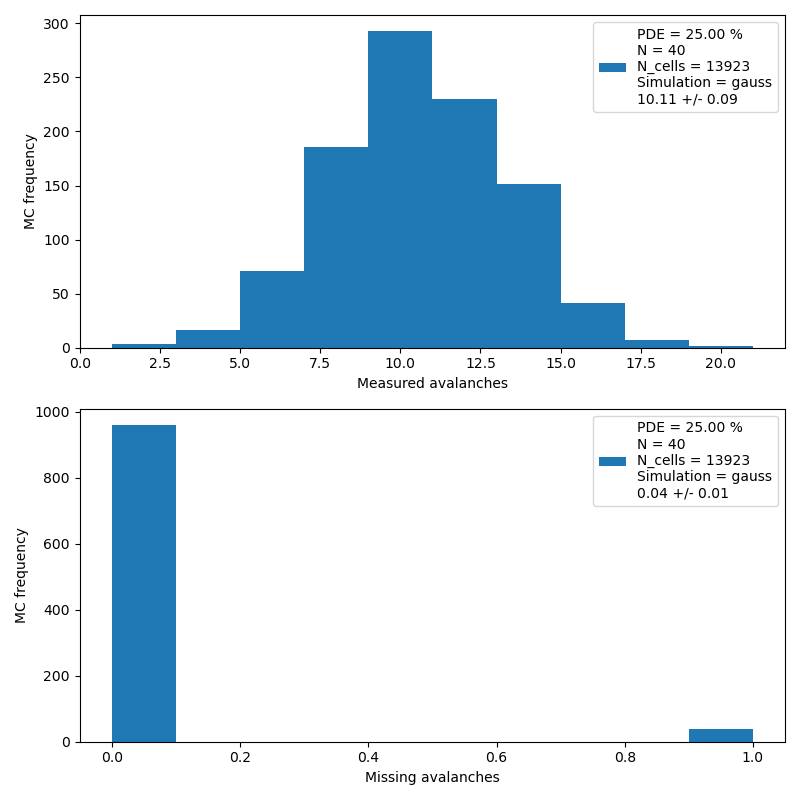 300
250
200
150
100
50
0
MC frequency
0.0
2.5
5.0
7.5
10.0
12.5
15.0
17.5
20.0
Measured avalanches
PDE = 25.00 %
N = 40
N_cells = 13923
Simulation = gauss
10.11 +/- 0.09
1000
800
600
400
200
0
MC frequency
0.0
0.2
0.4
0.6
0.8
1.0
Missing avalanches
PDE = 25.00 %
N = 40
N_cells = 13923
Simulation = gauss
0.04 +/- 0.01